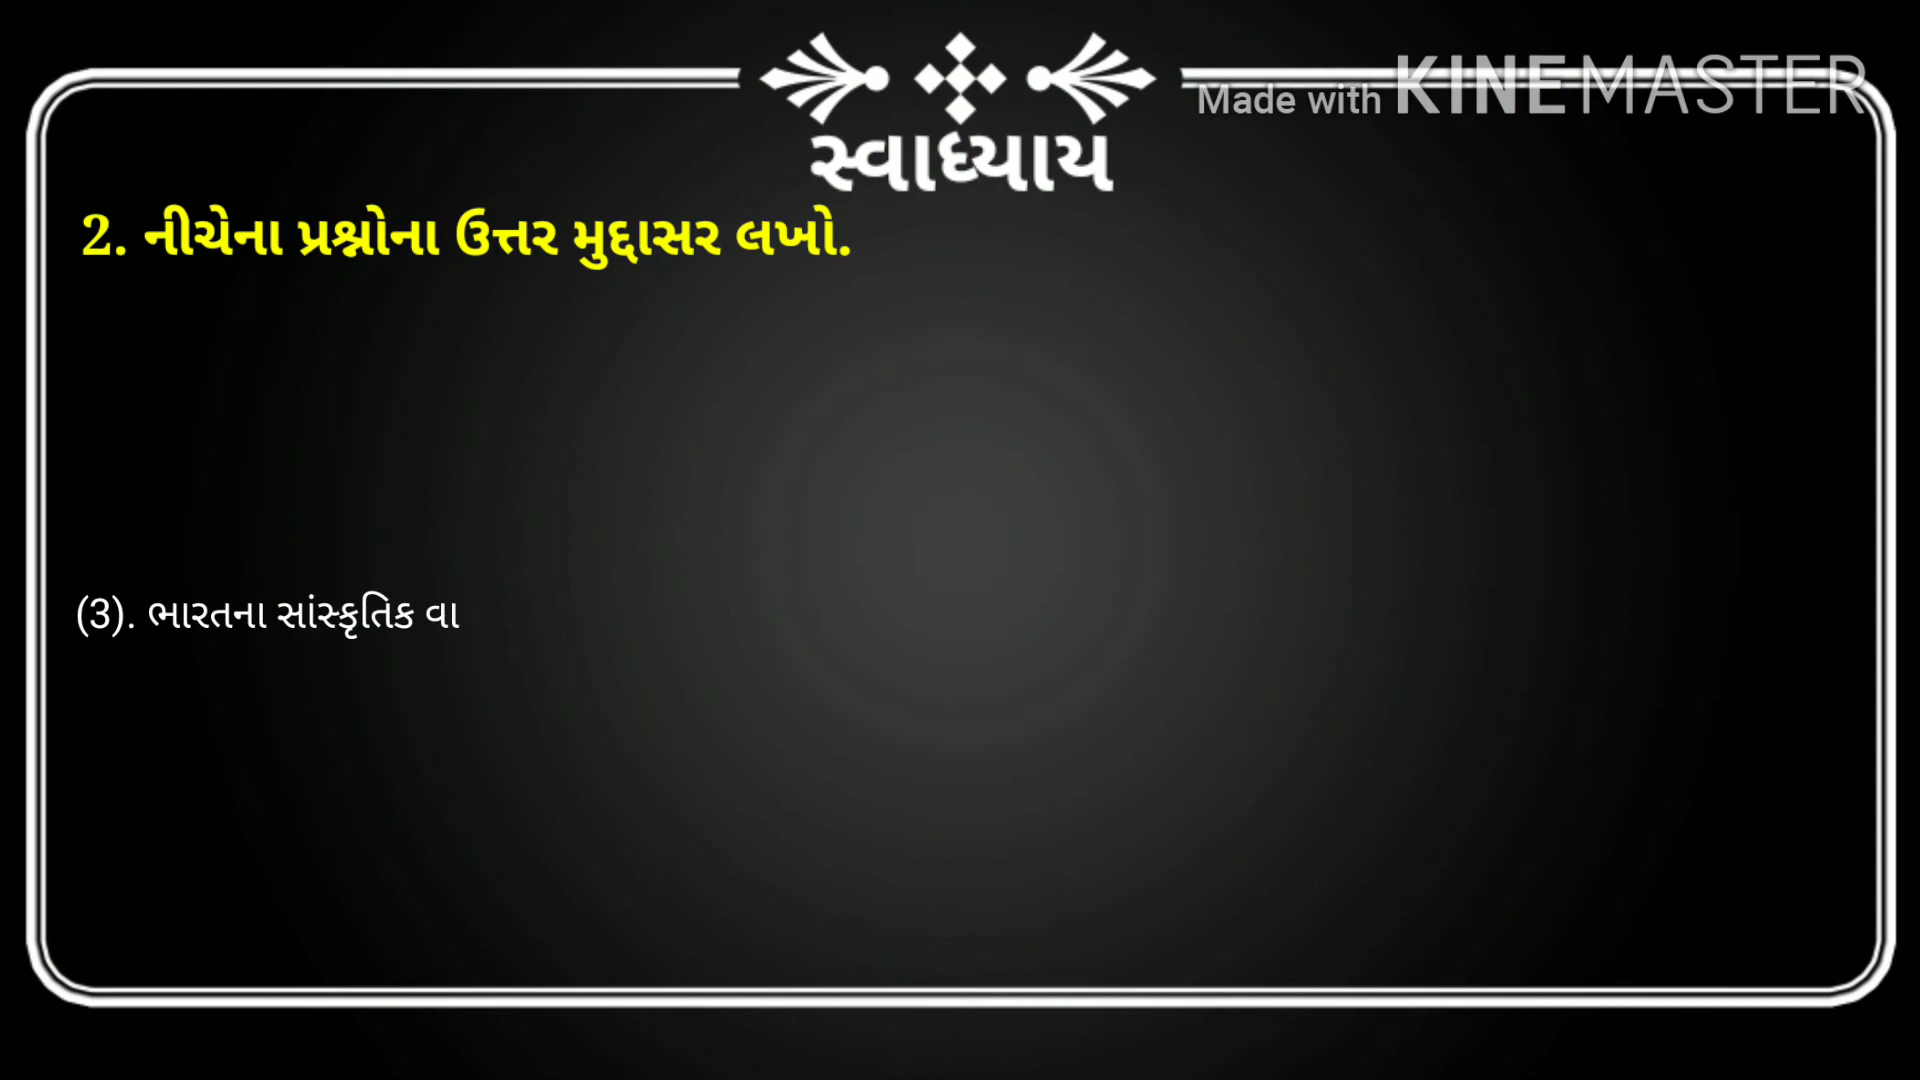 Made with KINEMASTER
સ્વાધ્યાય
2. નીચેના પ્રશ્નોના ઉત્તર મુદ્દાસર લખો.
(3). ભારતના સાંસ્કૃતિક વા